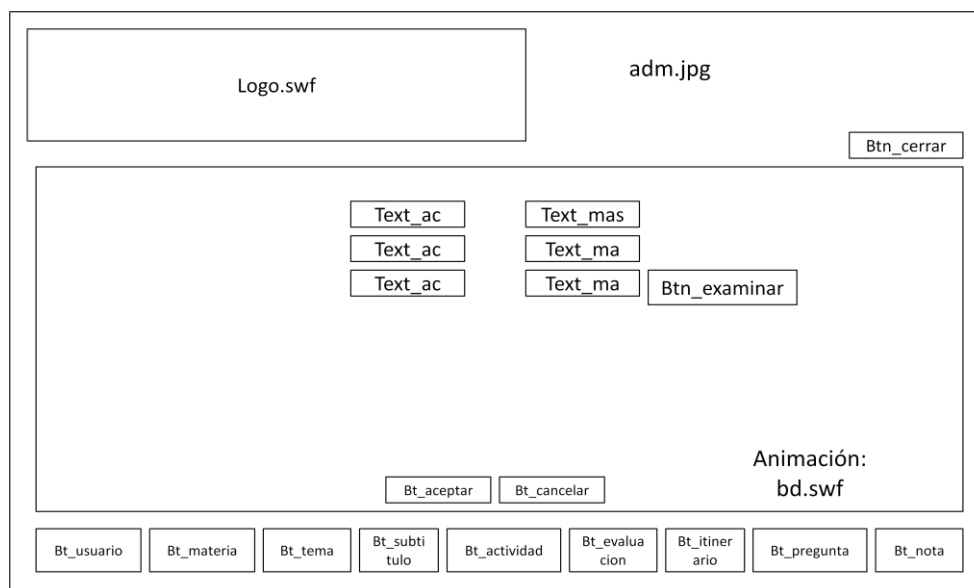 Logo.swf
adm.jpg
Btn_cerrar
Text_ac
Text_mas
Text_ac
Text_ma
Text_ac
Text_ma
Btn_examinar
Animación:
bd.swf
Bt_aceptar
Bt_cancelar
Bt_usuario
Bt_materia
Bt_tema
Bt_subti
tulo
Bt_actividad
Bt_evalua
cion
Bt_itiner
ario
Bt_pregunta
Bt_nota